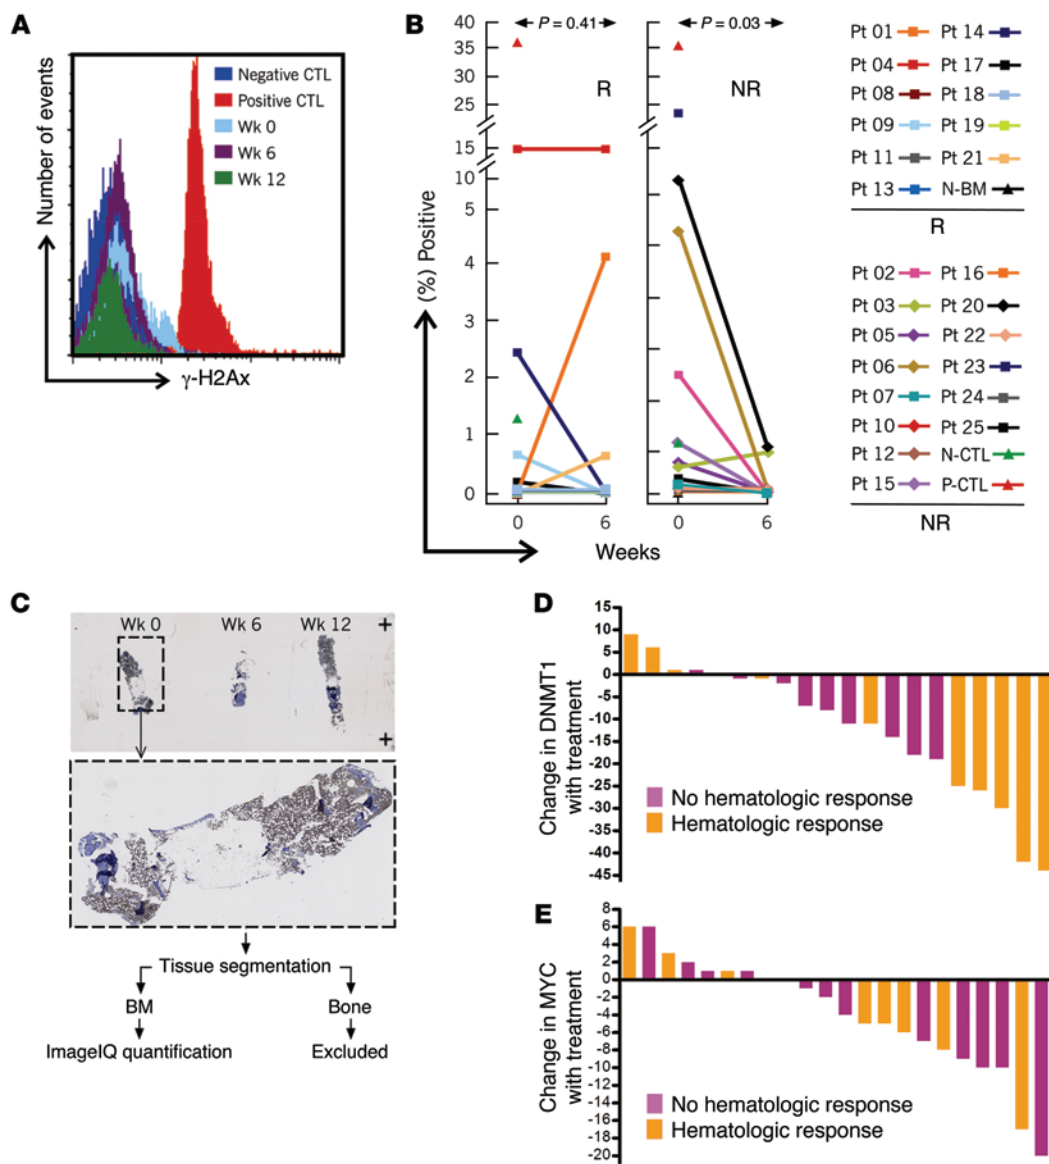 A
Number of events
Negative CTL
Positive CTL
Wk 0
Wk 6
Wk 12
γ-H2Ax
B
(%) Positive
40
35
30
25
15
10
5
4
3
2
1
0
P = 0.41
R
P = 0.03
NR
0 6 0 6
Weeks
Pt 01 Pt 14
Pt 04 Pt 17
Pt 08 Pt 18
Pt 09 Pt 19
Pt 11 Pt 21
Pt 13 N-BM
R
Pt 02 Pt 16
Pt 03 Pt 20
Pt 05 Pt 22
Pt 06 Pt 23
Pt 07 Pt 24
Pt 10 Pt 25
Pt 12 N-CTL
Pt 15 P-CTL
NR
C
Wk 0 Wk 6 Wk 12 +
+
Tissue segmentation
BM Bone
ImageIQ quantification Excluded
D
Change in DNMT1
with treatment
15
10
5
0
-5
-10
-15
-20
-25
-30
-35
-40
-45
No hematologic response
Hematologic response
E
Change in MYC
with treatment
8
6
4
2
0
-2
-4
-6
-8
-10
-12
-14
-16
-18
-20
No hematologic response
Hematologic response